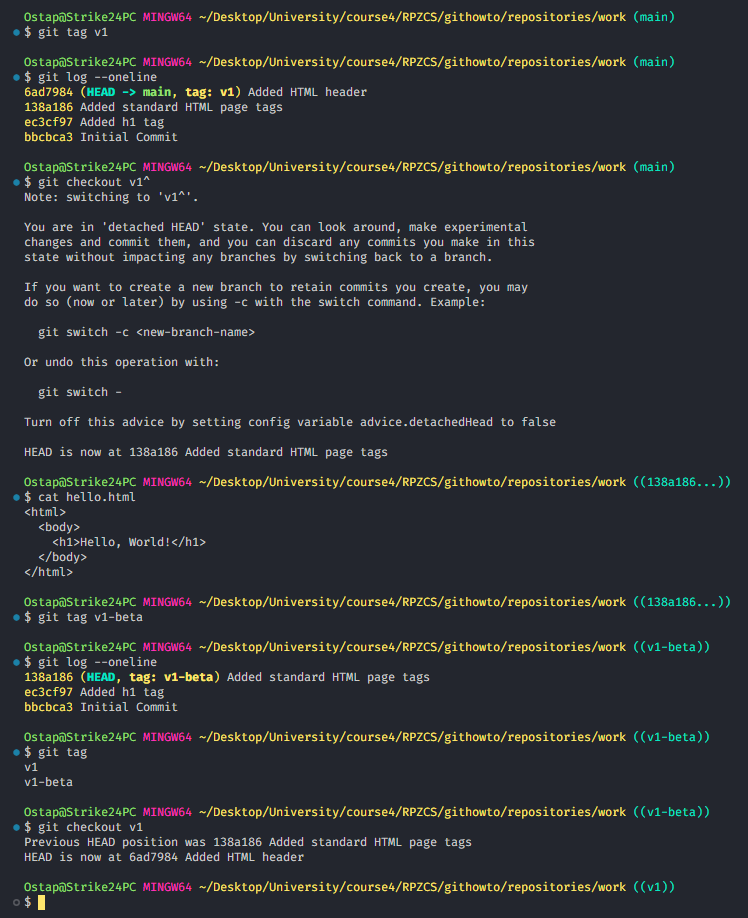 Ostap@Strike24PC MINGW64 ~/Desktop/University/course4/RPZCS/githowto/repositories/work (main)
$ git tag v1
Ostap@Strike24PC MINGW64 ~/Desktop/University/course4/RPZCS/githowto/repositories/work (main)
$ git log --oneline
6ad7984 (HEAD -> main, tag: v1) Added HTML header
138a186 Added standard HTML page tags
ec3cf97 Added h1 tag
bbcbca3 Initial Commit
Ostap@Strike24PC MINGW64 ~/Desktop/University/course4/RPZCS/githowto/repositories/work (main)
$ git checkout v1^
Note: switching to 'v1^'.
You are in 'detached HEAD' state. You can look around, make experimental
changes and commit them, and you can discard any commits you make in this
state without impacting any branches by switching back to a branch.
If you want to create a new branch to retain commits you create, you may
do so (now or later) by using -c with the switch command. Example:
git switch -c <new-branch-name>
Or undo this operation with:
git switch -
Turn off this advice by setting config variable advice.detachedHead to false
HEAD is now at 138a186 Added standard HTML page tags
Ostap@Strike24PC MINGW64 ~/Desktop/University/course4/RPZCS/githowto/repositories/work ((138a186...))
$ cat hello.html
<html>
  <body>
    <h1>Hello, World!</h1>
  </body>
</html>
Ostap@Strike24PC MINGW64 ~/Desktop/University/course4/RPZCS/githowto/repositories/work ((138a186...))
$ git tag v1-beta
Ostap@Strike24PC MINGW64 ~/Desktop/University/course4/RPZCS/githowto/repositories/work ((v1-beta))
$ git log --oneline
138a186 (HEAD, tag: v1-beta) Added standard HTML page tags
ec3cf97 Added h1 tag
bbcbca3 Initial Commit
Ostap@Strike24PC MINGW64 ~/Desktop/University/course4/RPZCS/githowto/repositories/work ((v1-beta))
$ git tag
v1
v1-beta
Ostap@Strike24PC MINGW64 ~/Desktop/University/course4/RPZCS/githowto/repositories/work ((v1-beta))
$ git checkout v1
Previous HEAD position was 138a186 Added standard HTML page tags
HEAD is now at 6ad7984 Added HTML header
Ostap@Strike24PC MINGW64 ~/Desktop/University/course4/RPZCS/githowto/repositories/work ((v1))
$